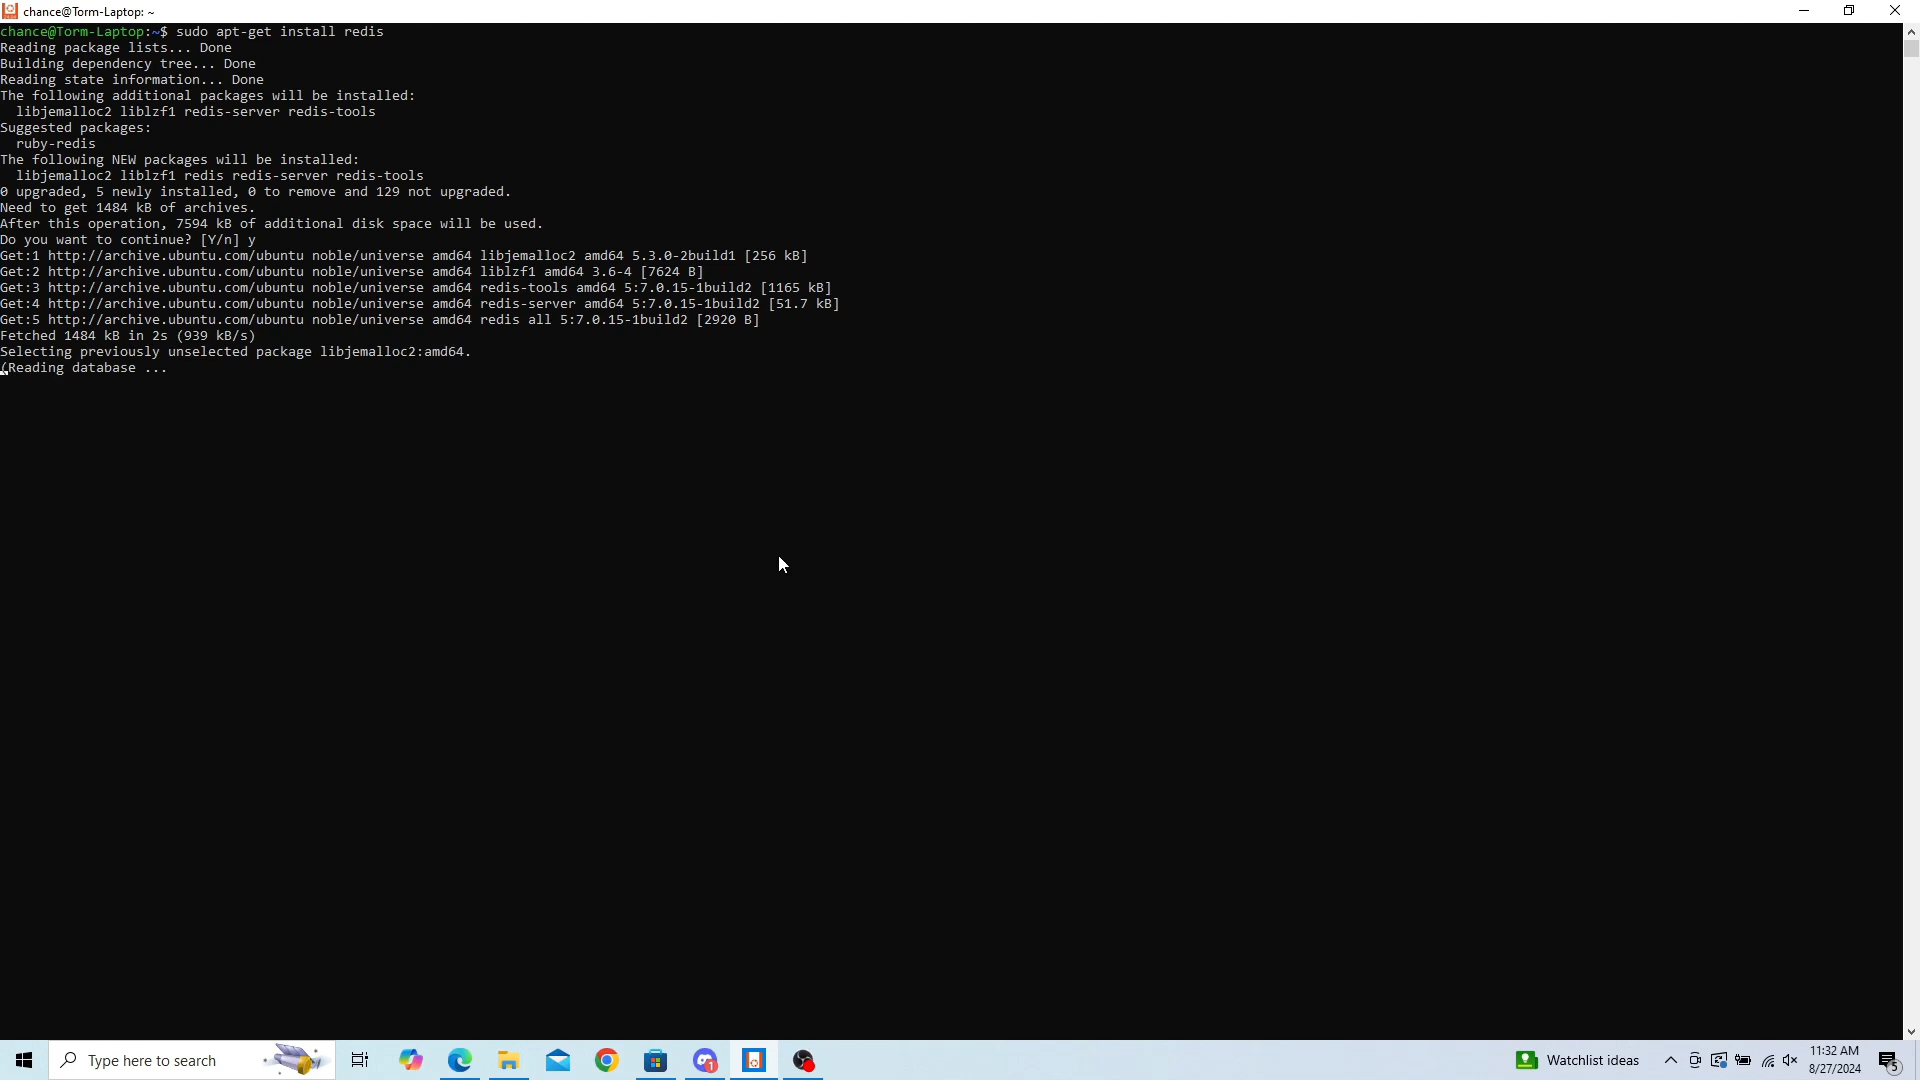 chance@Torm-Laptop: ~
chance@Torm-Laptop:~$ sudo apt-get install redis
Reading package lists... Done
Building dependency tree... Done
Reading state information... Done
The following additional packages will be installed:
  libjemalloc2 liblzf1 redis-server redis-tools
Suggested packages:
  ruby-redis
The following NEW packages will be installed:
  libjemalloc2 liblzf1 redis redis-server redis-tools
0 upgraded, 5 newly installed, 0 to remove and 129 not upgraded.
Need to get 1484 kB of archives.
After this operation, 7594 kB of additional disk space will be used.
Do you want to continue? [Y/n] y
Get:1 http://archive.ubuntu.com/ubuntu noble/universe amd64 libjemalloc2 amd64 5.3.0-2build1 [256 kB]
Get:2 http://archive.ubuntu.com/ubuntu noble/universe amd64 liblzf1 amd64 3.6-4 [7624 B]
Get:3 http://archive.ubuntu.com/ubuntu noble/universe amd64 redis-tools amd64 5:7.0.15-1build2 [1165 kB]
Get:4 http://archive.ubuntu.com/ubuntu noble/universe amd64 redis-server amd64 5:7.0.15-1build2 [51.7 kB]
Get:5 http://archive.ubuntu.com/ubuntu noble/universe amd64 redis all 5:7.0.15-1build2 [2920 B]
Fetched 1484 kB in 2s (939 kB/s)
Selecting previously unselected package libjemalloc2:amd64.
(Reading database ...
Type here to search
1
Watchlist ideas
11:32 AM
8/27/2024
5